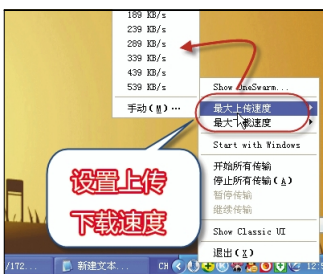 189 KB/s
239 KB/s
289 KB/s
339 KB/s
439 KB/s
539 KB/s
手动(M)…
Show OneSwarm...
最大上传速度
最大下载速度
Start with Windows
开始所有传输
停止所有传输(A)
暂停传输
继续传输
Show Classic UI
退出(X)
设置上传
下载速度
/172...
新建文本...
CH